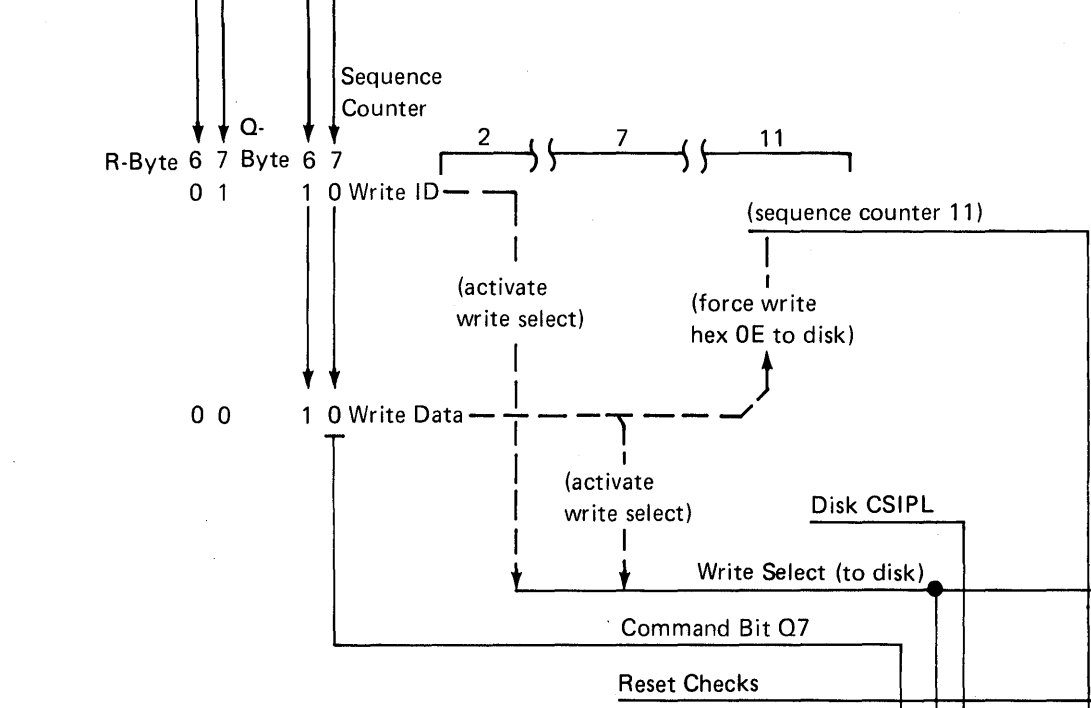 Sequence
Counter
Q-
2 7 11
R-Byte 6 7 Byte 6 7
0 1 1 0 Write ID
(sequence counter 11)
(activate
write select)
(force write
hex 0E to disk)
0 0 1 0 Write Data
(activate
write select)
Disk CSIPL
Write Select (to disk)
Command Bit Q7
Reset Checks